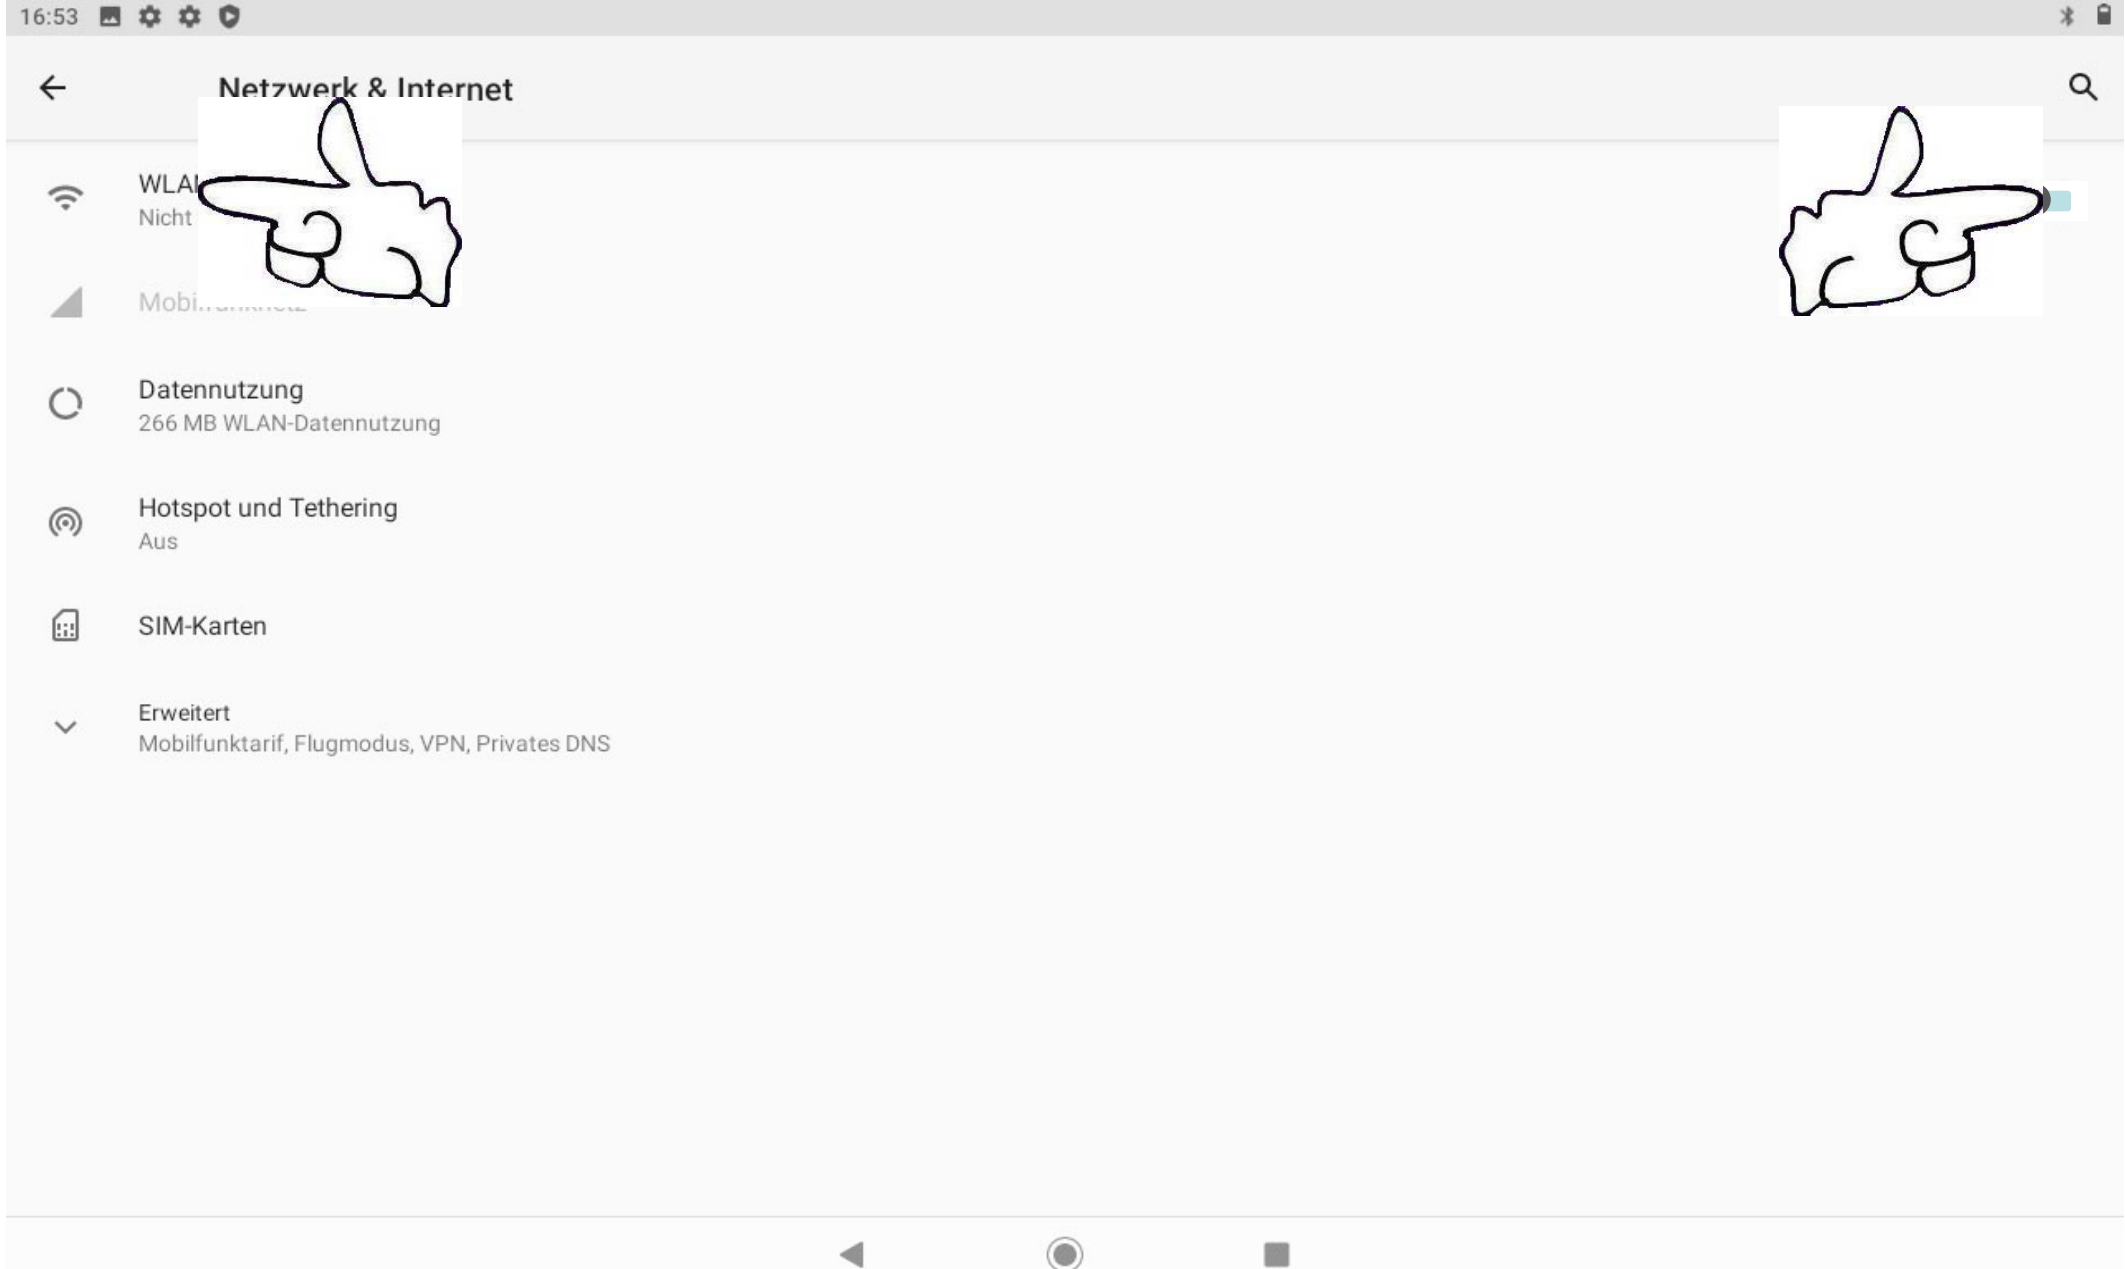 16:53
Netzwerk & Internet
WLAN
Nicht
Datennutzung
266 MB WLAN-Datennutzung
Hotspot und Tethering
Aus
SIM-Karten
Erweitert
Mobilfunktarif, Flugmodus, VPN, Privates DNS